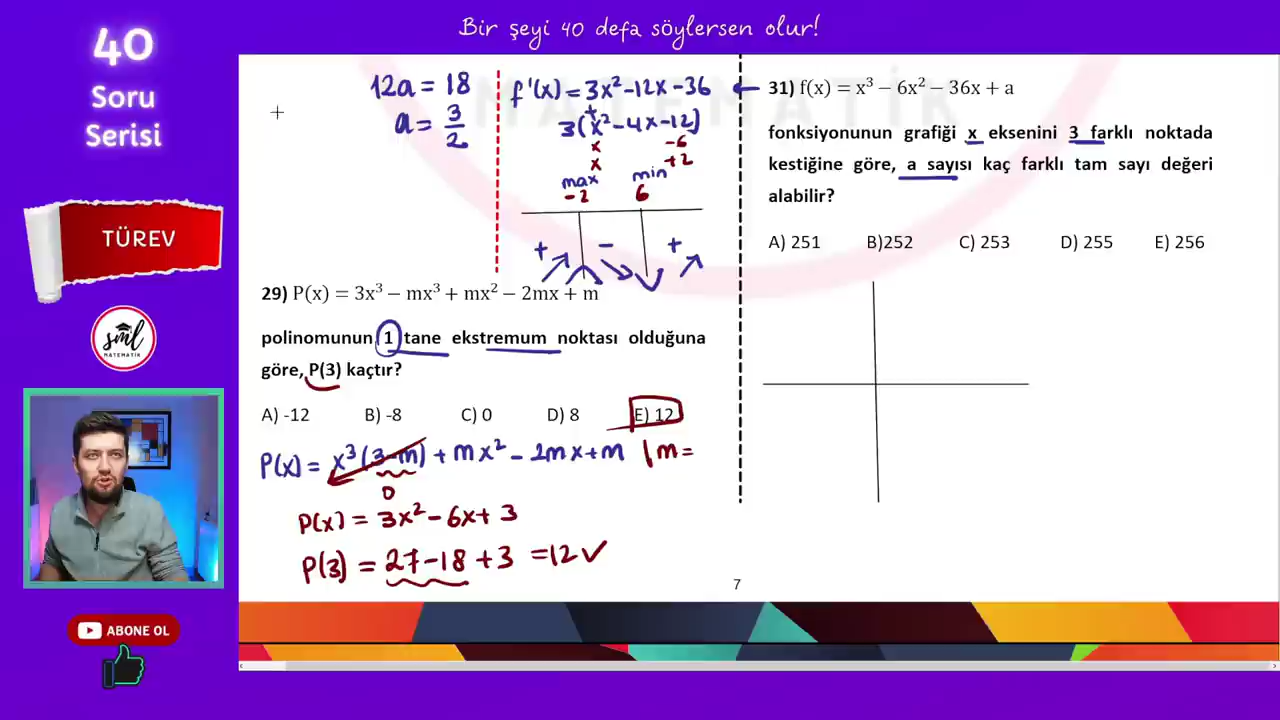 Bir şeyi 40 defa söylersen olur!
40
Soru
Serisi
TÜREV
sml
MATEMATİK
ABONE OL
MATEMATİK
12a = 18
a = 3/2
f'(x) = 3x² - 12x - 36
3(x² - 4x - 12)
x -6
x +2
max min
-2 6
+ - +
29) P(x) = 3x³ − mx³ + mx² − 2mx + m
polinomunun 1 tane ekstremum noktası olduğuna
göre, P(3) kaçtır?
A) -12 B) -8 C) 0 D) 8 E) 12
P(x) = x³(3-m) + mx² - 2mx + m | m =
0
P(x) = 3x² - 6x + 3
P(3) = 27 - 18 + 3 = 12 ✓
31) f(x) = x³ − 6x² − 36x + a
fonksiyonunun grafiği x eksenini 3 farklı noktada
kestiğine göre, a sayısı kaç farklı tam sayı değeri
alabilir?
A) 251 B)252 C) 253 D) 255 E) 256
7